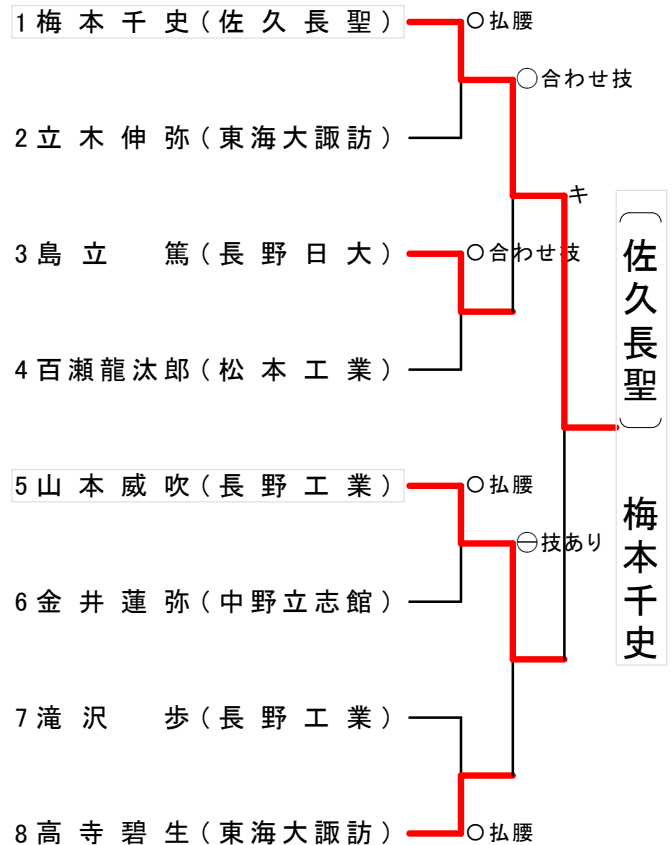 1 梅本千史(佐久長聖)
○払腰
○合わせ技
2 立木伸弥(東海大諏訪)
キ
3 島立 篤(長野日大)
○合わせ技
4 百瀬龍汰郎(松本工業)
〔佐久長聖〕 梅本千史
5 山本威吹(長野工業)
○払腰
㊀技あり
6 金井蓮弥(中野立志館)
7 滝沢 歩(長野工業)
8 高寺碧生(東海大諏訪)
○払腰